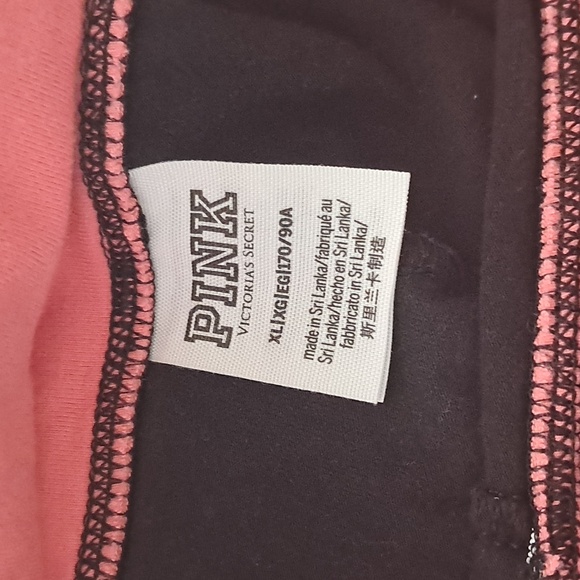 PINK
VICTORIA'S SECRET
XL|XG|EG|170/90A
made in Sri Lanka/fabriqué au
Sri Lanka/hecho en Sri Lanka/
fabbricato in Sri Lanka/
斯里兰卡制造